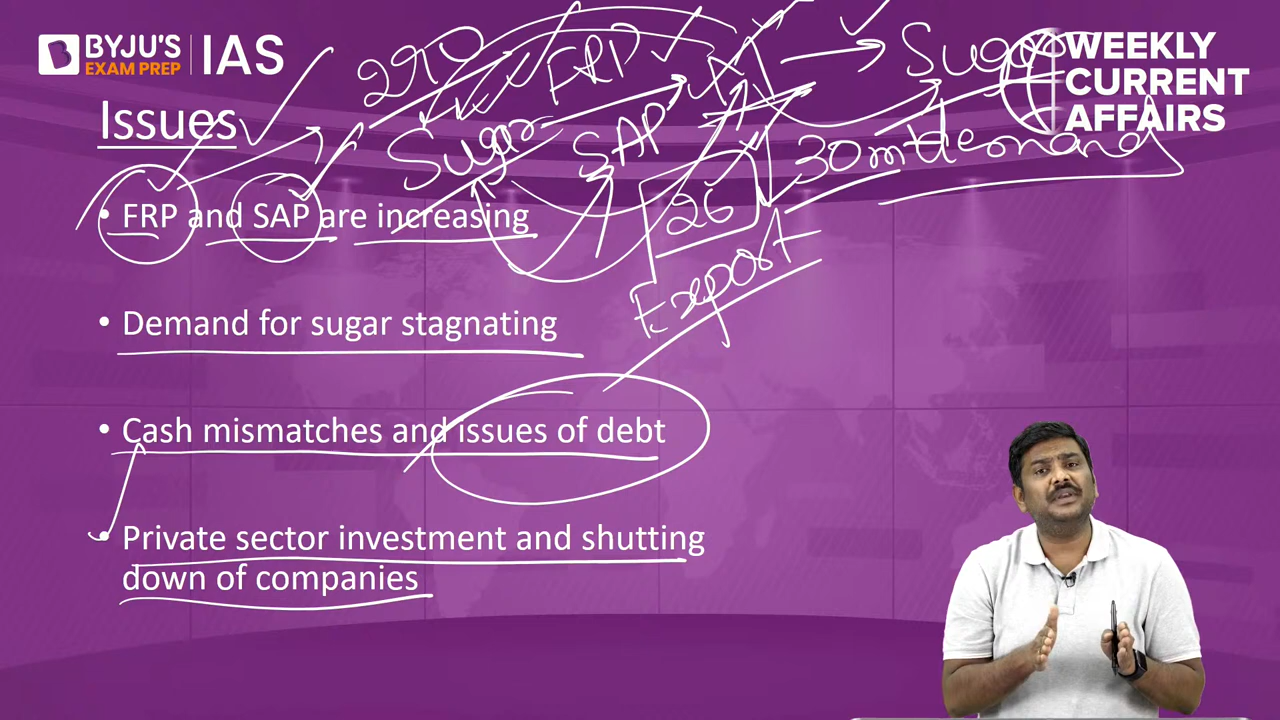 BYJU'S
EXAM PREP
IAS
WEEKLY
CURRENT
AFFAIRS
290
FRP
Sugar
Issues
Sugar
SAP
30 mt demand
26
Export
• FRP and SAP are increasing
• Demand for sugar stagnating
• Cash mismatches and issues of debt
• Private sector investment and shutting
down of companies